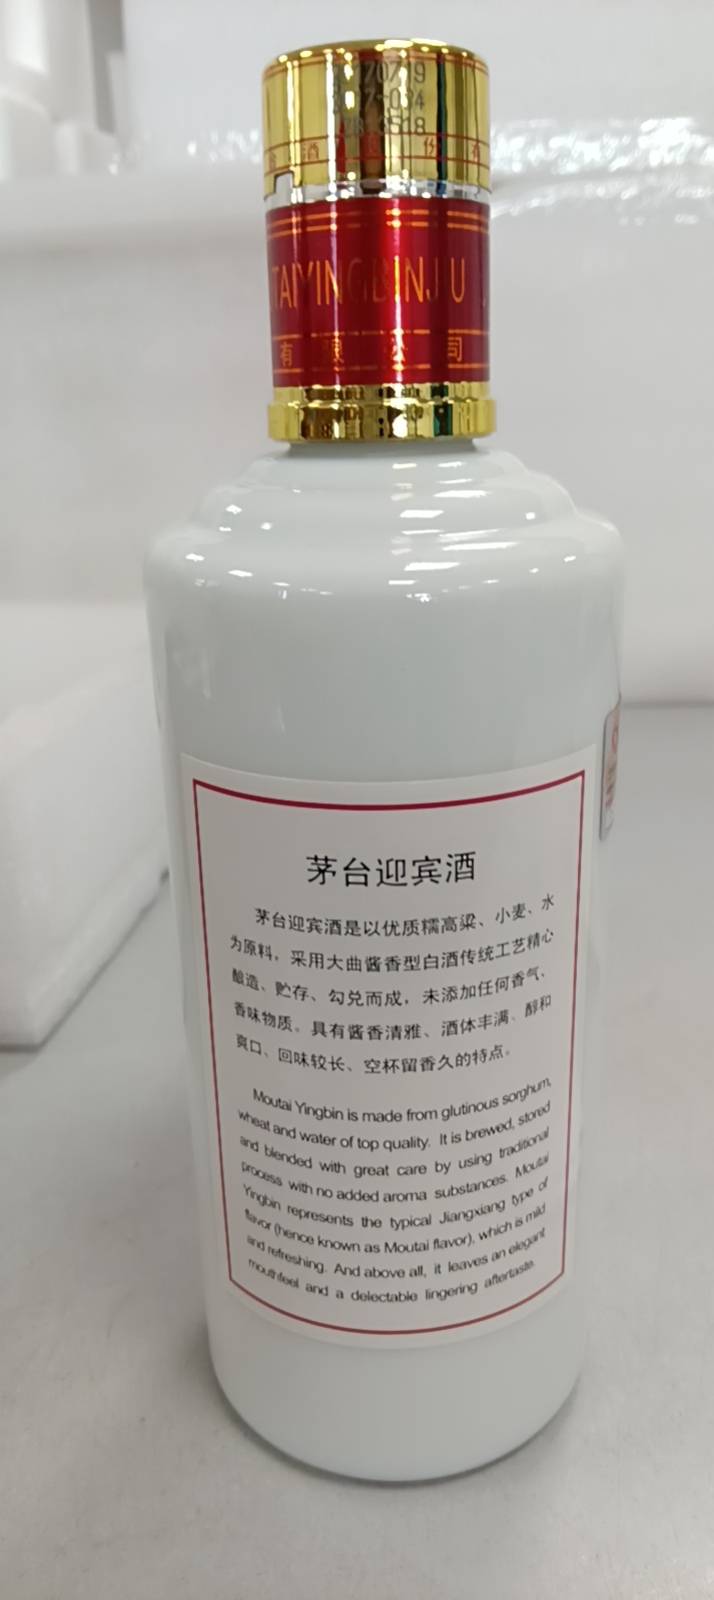 台 酒 股 份 有
TAIYINGBINJIU
有 限 公 司
茅台迎宾酒
茅台迎宾酒是以优质糯高粱、小麦、水
为原料，采用大曲酱香型白酒传统工艺精心
酿造、贮存、勾兑而成，未添加任何香气、
香味物质。具有酱香清雅、酒体丰满、醇和
爽口、回味较长、空杯留香久的特点。
Moutai Yingbin is made from glutinous sorghum,
wheat and water of top quality. It is brewed, stored
and blended with great care by using traditional
process with no added aroma substances. Moutai
Yingbin represents the typical Jiangxiang type of
flavor (hence known as Moutai flavor), which is mild
and refreshing. And above all, it leaves an elegant
mouthfeel and a delectable lingering aftertaste.